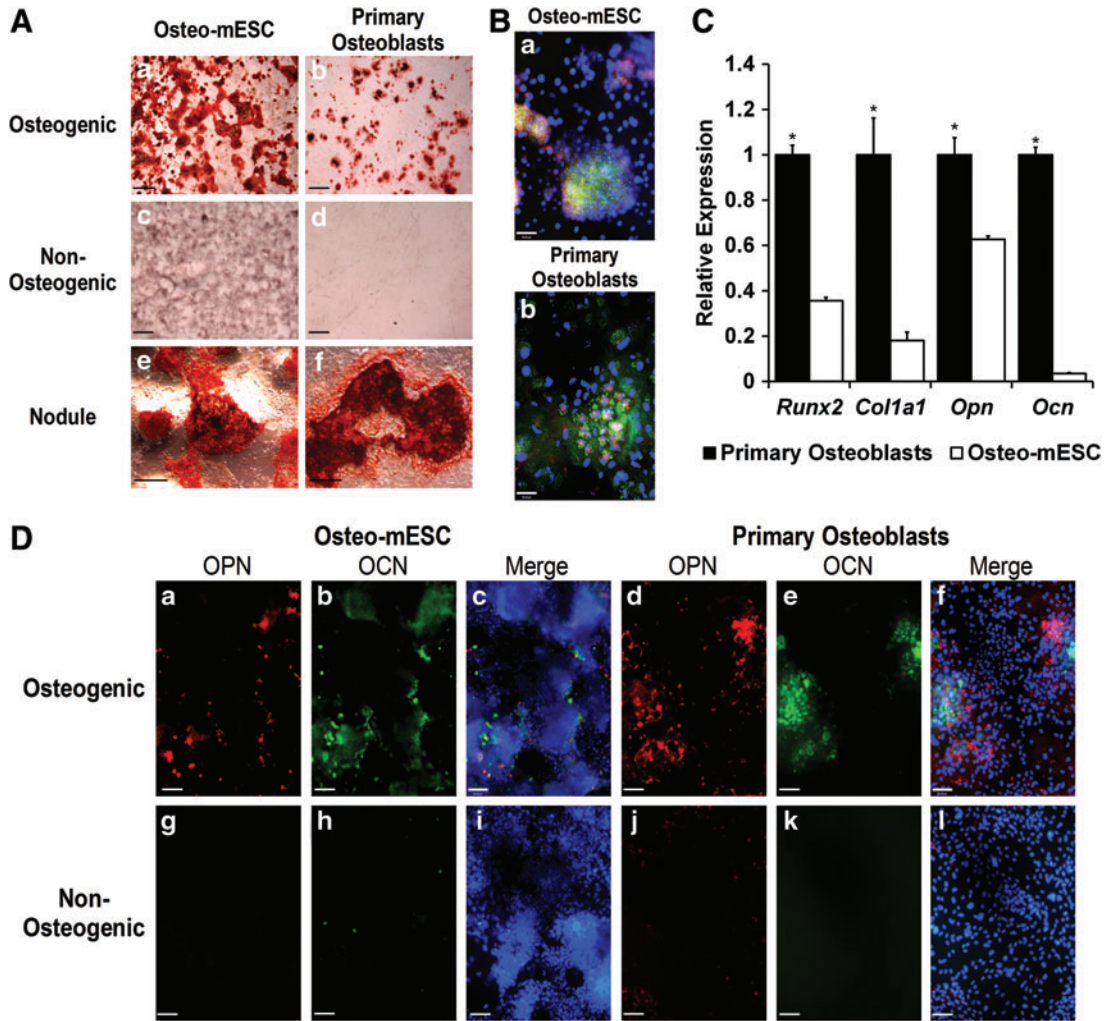 A
Osteo-mESC
Primary
Osteoblasts
Osteogenic
a
b
Non-
Osteogenic
c
d
Nodule
e
f
B
Osteo-mESC
a
Primary
Osteoblasts
b
C
Relative Expression
1.4
1.2
1
0.8
0.6
0.4
0.2
0
* * * *
Runx2 Col1a1 Opn Ocn
Primary Osteoblasts Osteo-mESC
D
Osteo-mESC Primary Osteoblasts
OPN OCN Merge OPN OCN Merge
Osteogenic
a b c d e f
Non-
Osteogenic
g h i j k l